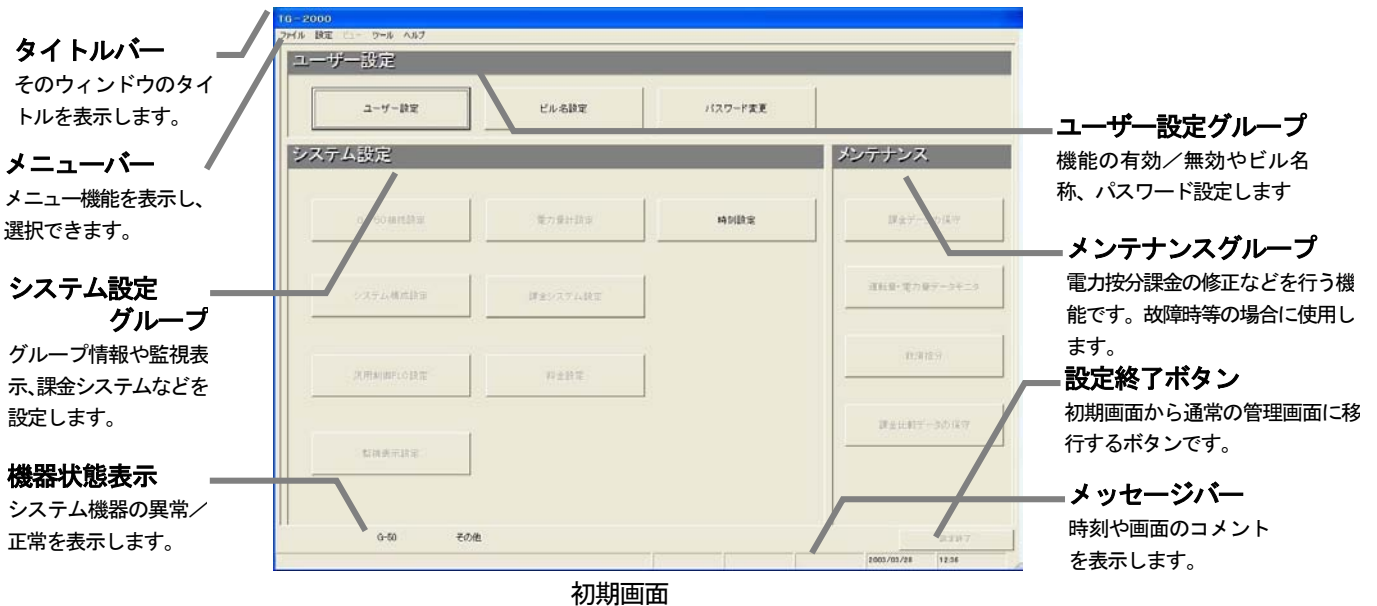 タイトルバー
そのウィンドウのタイ
トルを表示します。
メニューバー
メニュー機能を表示し、
選択できます。
システム設定
グループ
グループ情報や監視表
示、課金システムなどを
設定します。
機器状態表示
システム機器の異常／
正常を表示します。
TG-2000
ファイル 設定 ビュー ツール ヘルプ
ユーザー設定
ユーザー設定 ビル名設定 パスワード変更
システム設定
G-50接続設定 電力量計設定 時刻設定
システム構成設定 課金システム設定
汎用制御PLC設定 料金設定
監視表示設定
メンテナンス
課金データの保守
運転量・電力量データモニタ
課金比較データの保守
G-50 その他
設定終了
2003/03/28 12:36
ユーザー設定グループ
機能の有効／無効やビル名
称、パスワード設定します
メンテナンスグループ
電力按分課金の修正などを行う機
能です。故障時等の場合に使用し
ます。
設定終了ボタン
初期画面から通常の管理画面に移
行するボタンです。
メッセージバー
時刻や画面のコメント
を表示します。
初期画面